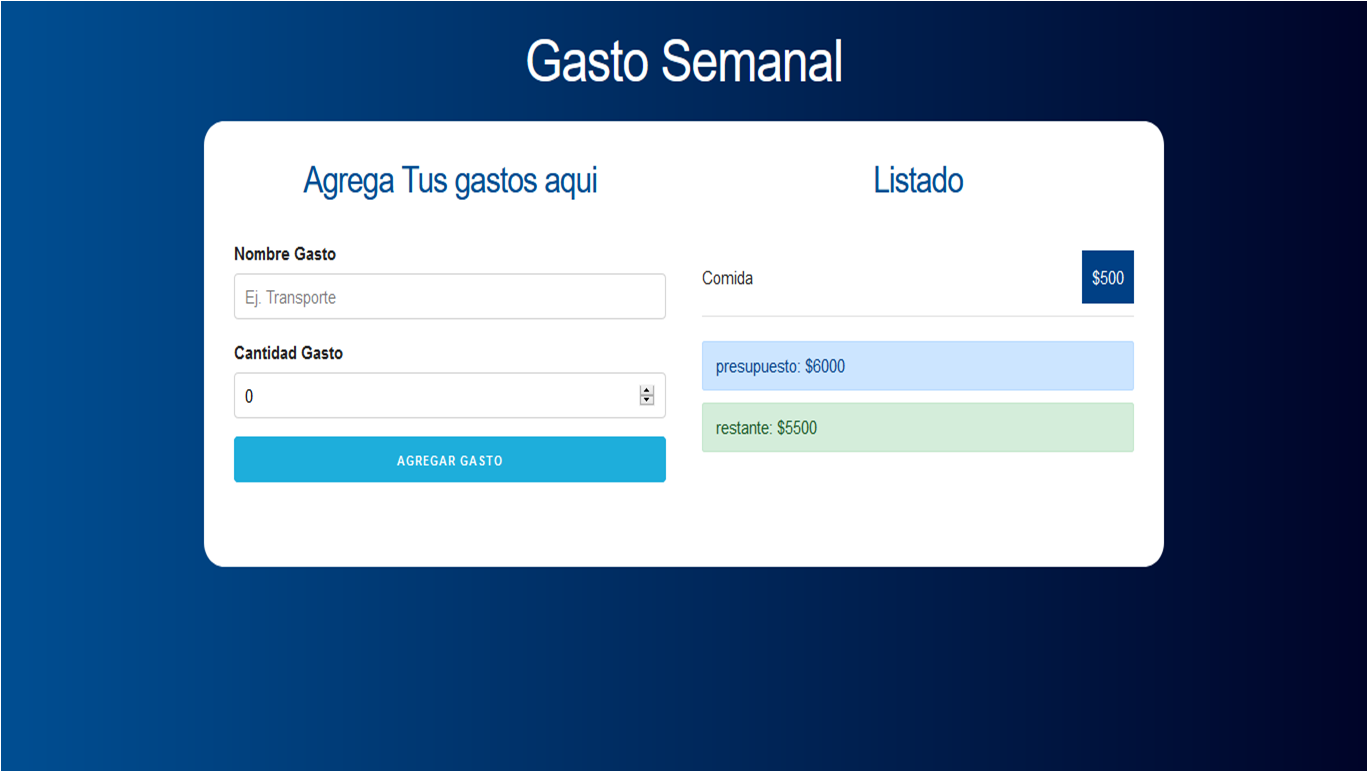 Gasto Semanal
Agrega Tus gastos aqui
Nombre Gasto
Ej. Transporte
Cantidad Gasto
0
AGREGAR GASTO
Listado
Comida
$500
presupuesto: $6000
restante: $5500